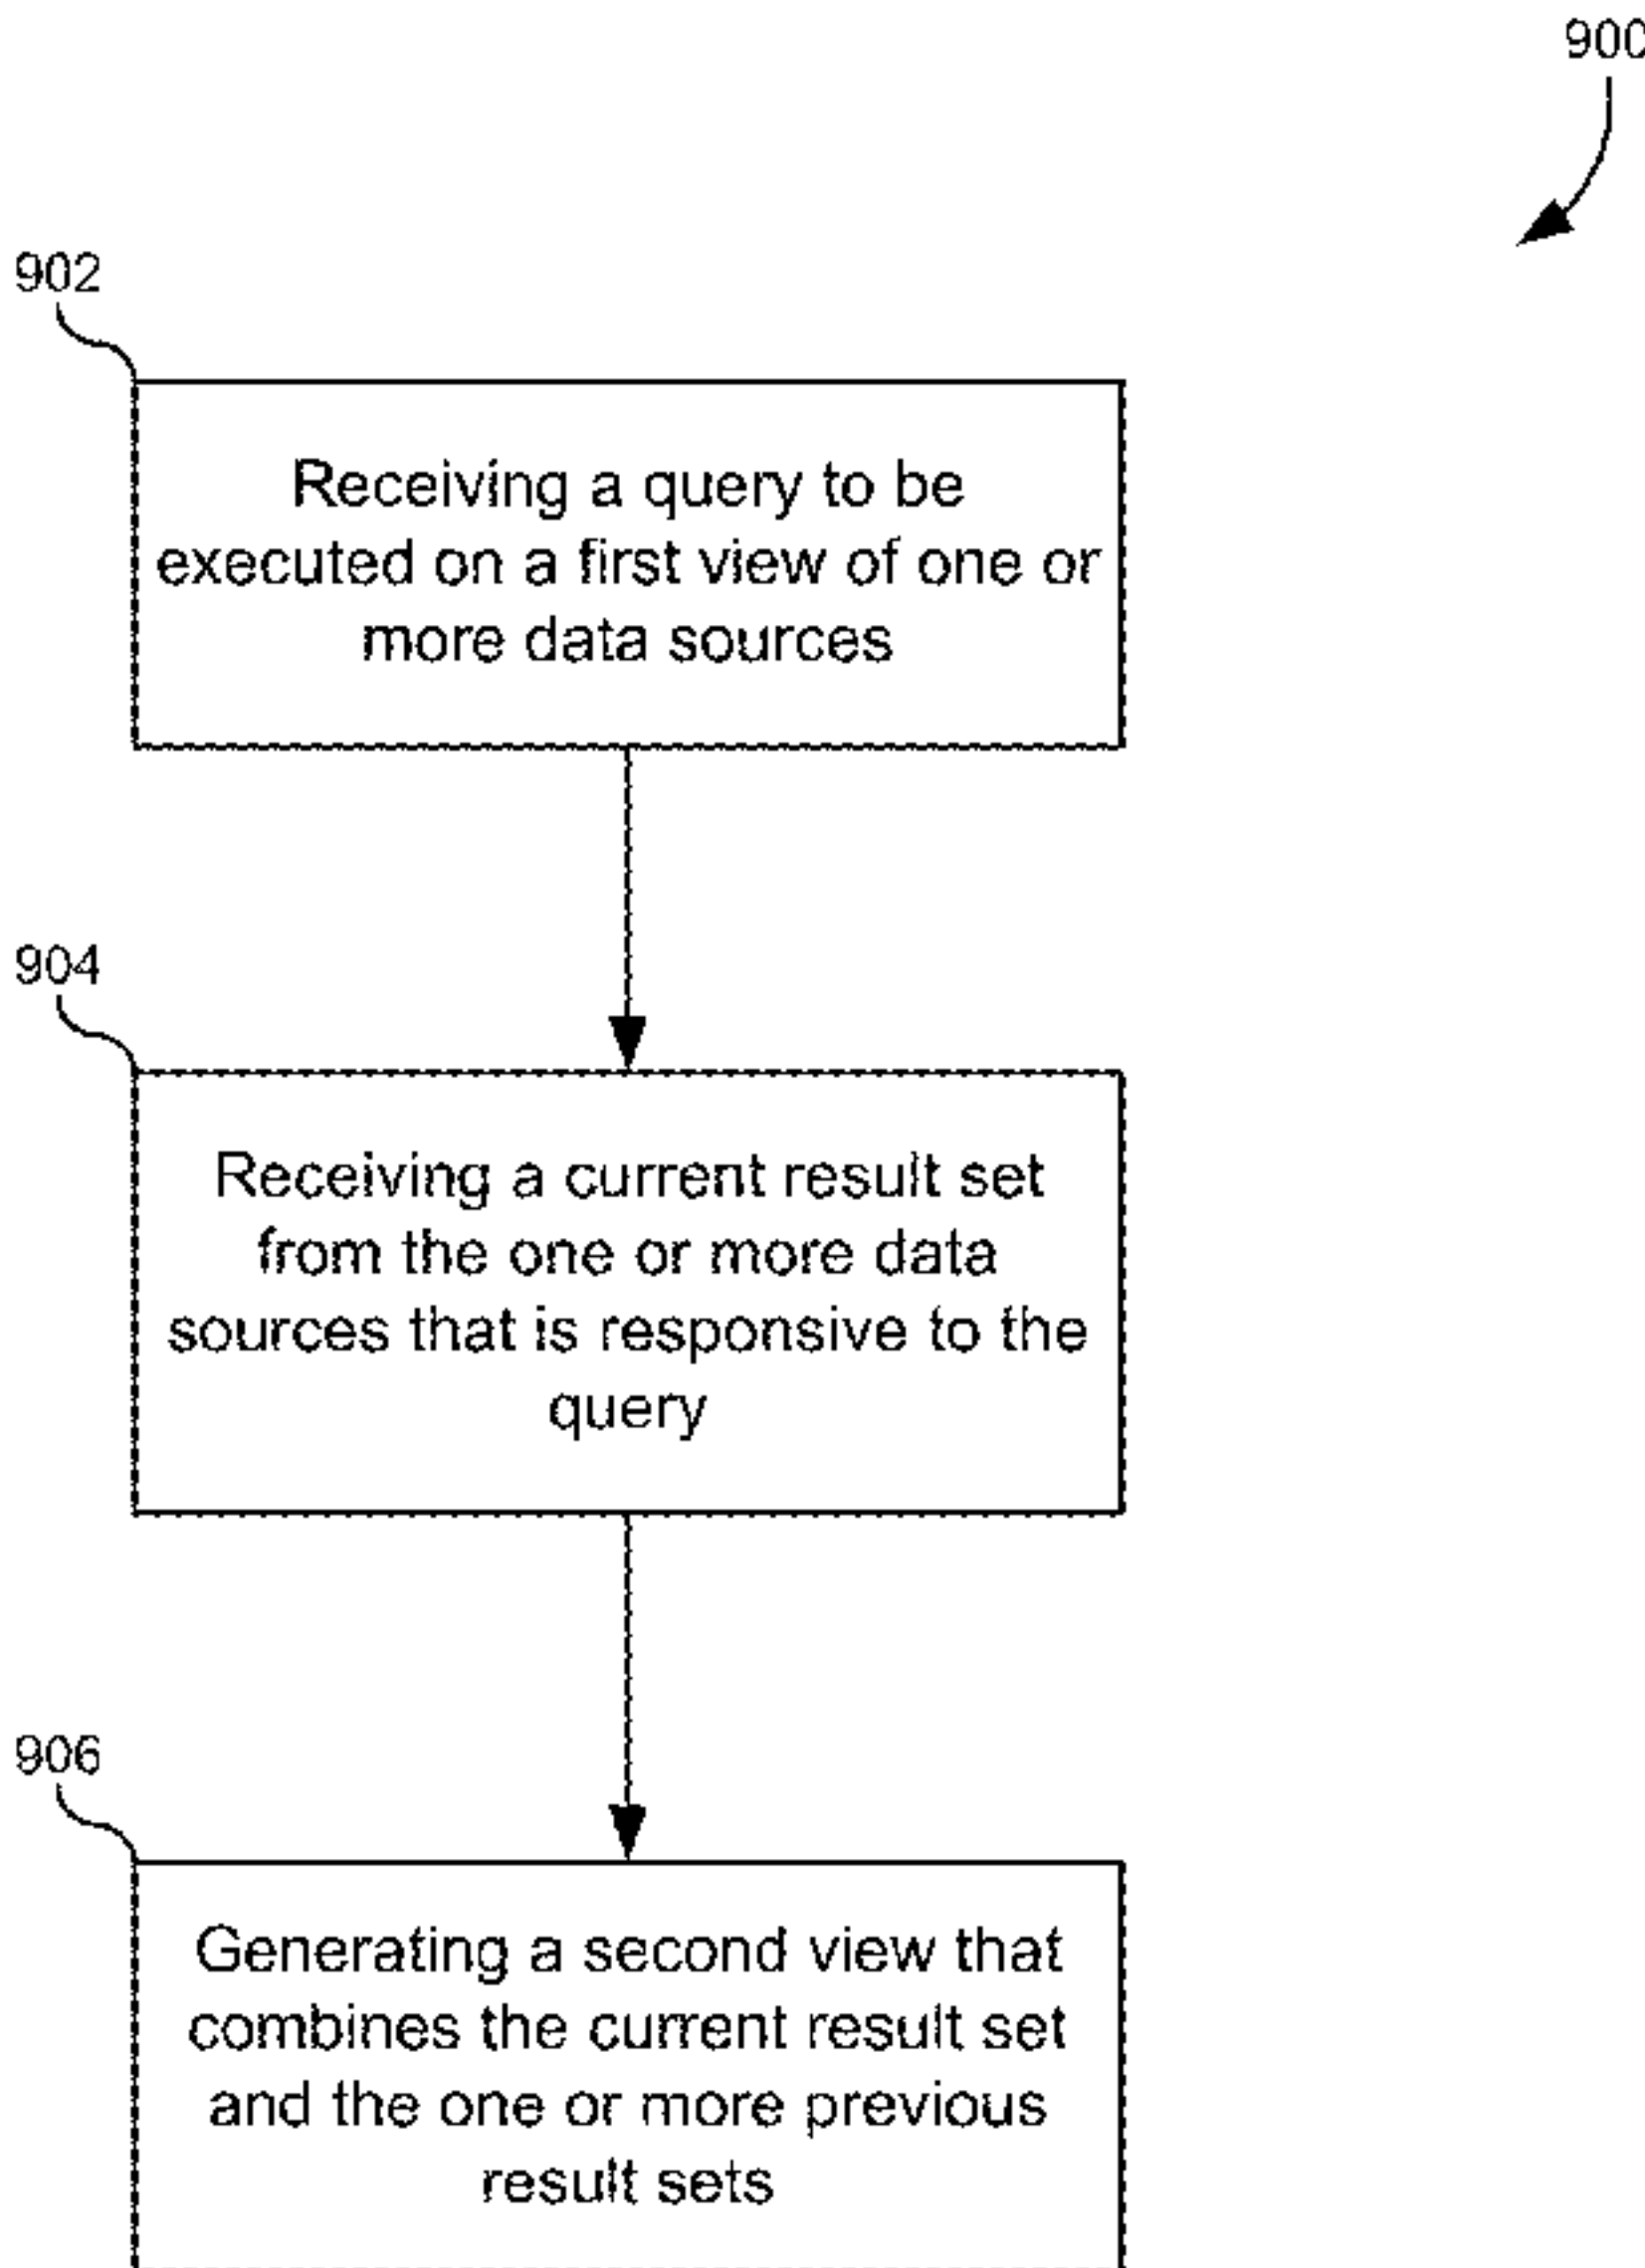 900
902
Receiving a query to be
executed on a first view of one or
more data sources
904
Receiving a current result set
from the one or more data
sources that is responsive to the
query
906
Generating a second view that
combines the current result set
and the one or more previous
result sets